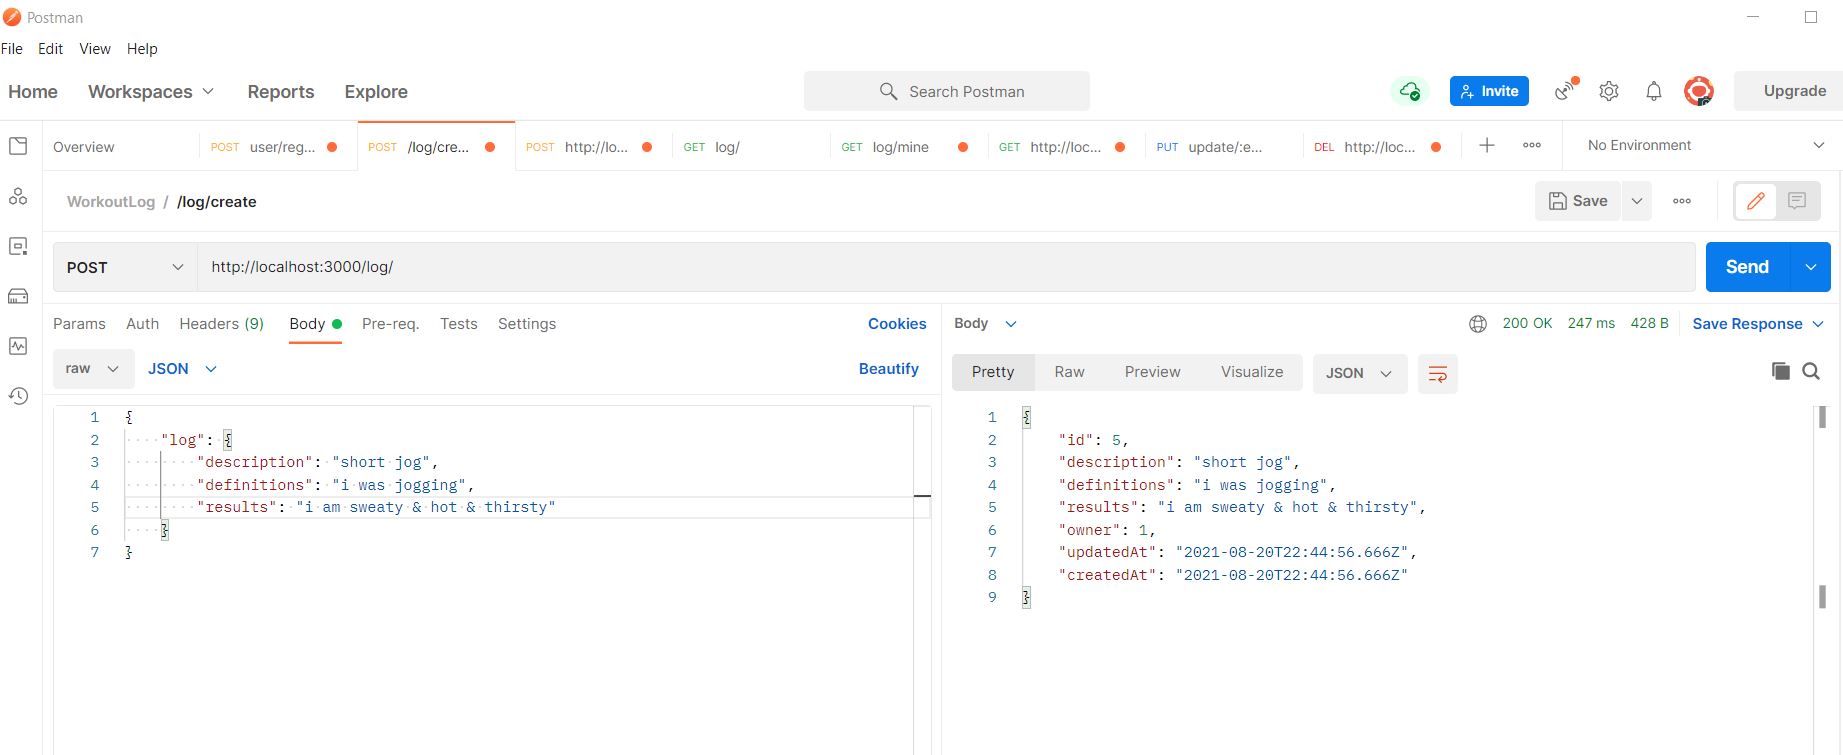 Postman
File Edit View Help
Home Workspaces Reports Explore Search Postman Invite Upgrade
Overview POST user/reg... POST /log/cre... POST http://lo... GET log/ GET log/mine GET http://loc... PUT update/:e... DEL http://loc... No Environment
WorkoutLog / /log/create Save
POST http://localhost:3000/log/ Send
Params Auth Headers (9) Body Pre-req. Tests Settings Cookies
raw JSON Beautify
1 {
2 "log": {
3 "description": "short jog",
4 "definitions": "i was jogging",
5 "results": "i am sweaty & hot & thirsty"
6 }
7 }
Body 200 OK 247 ms 428 B Save Response
Pretty Raw Preview Visualize JSON
1 {
2 "id": 5,
3 "description": "short jog",
4 "definitions": "i was jogging",
5 "results": "i am sweaty & hot & thirsty",
6 "owner": 1,
7 "updatedAt": "2021-08-20T22:44:56.666Z",
8 "createdAt": "2021-08-20T22:44:56.666Z"
9 }